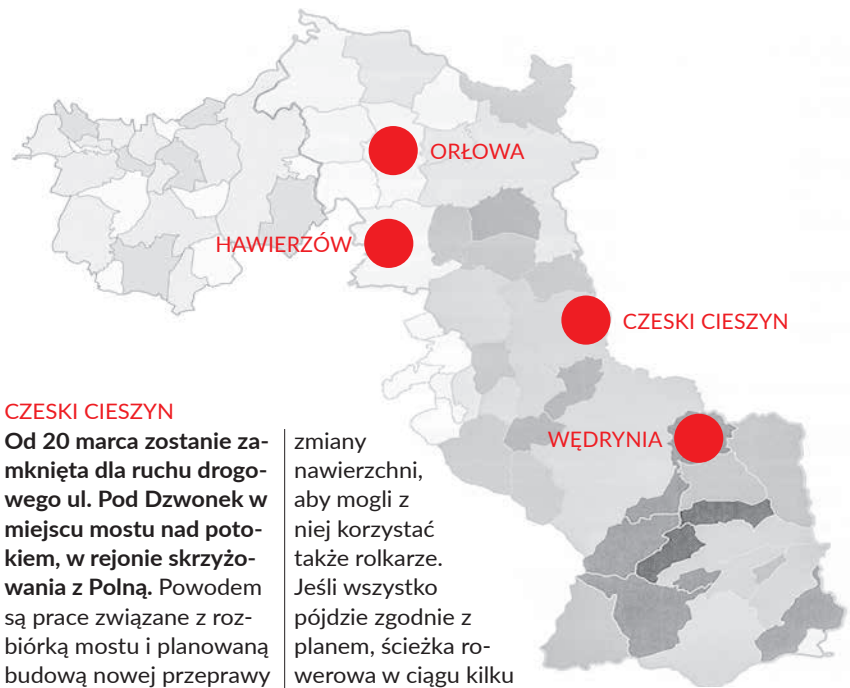 ORŁOWA
HAWIERZÓW
CZESKI CIESZYN
WĘDRYNIA
CZESKI CIESZYN
Od 20 marca zostanie za-
mknięta dla ruchu drogo-
wego ul. Pod Dzwonek w
miejscu mostu nad poto-
kiem, w rejonie skrzyżo-
wania z Polną. Powodem
są prace związane z roz-
biórką mostu i planowaną
budową nowej przeprawy
zmiany
nawierzchni,
aby mogli z
niej korzystać
także rolkarze.
Jeśli wszystko
pójdzie zgodnie z
planem, ścieżka ro-
werowa w ciągu kilku